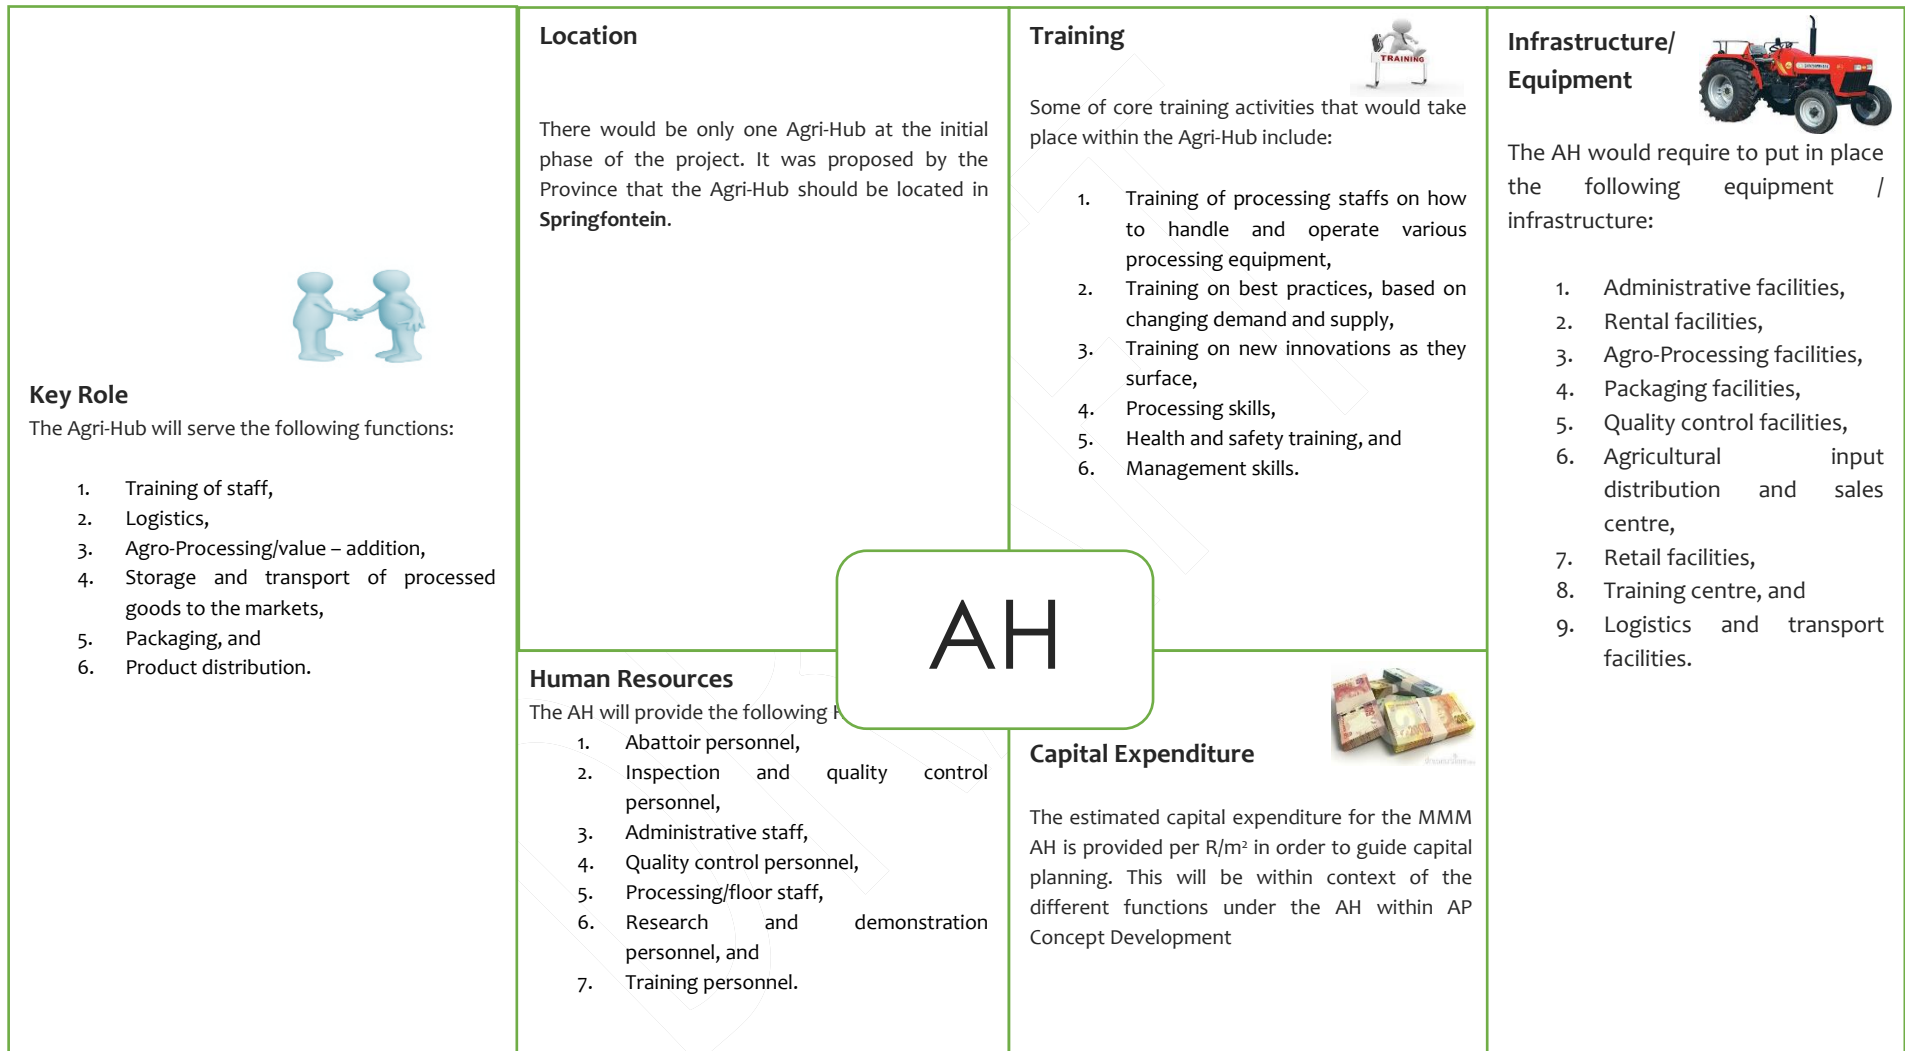 Key Role
The Agri-Hub will serve the following functions:
1. Training of staff,
2. Logistics,
3. Agro-Processing/value – addition,
4. Storage and transport of processed
goods to the markets,
5. Packaging, and
6. Product distribution.
Location
There would be only one Agri-Hub at the initial
phase of the project. It was proposed by the
Province that the Agri-Hub should be located in
Springfontein.
Training
TRAINING
Some of core training activities that would take
place within the Agri-Hub include:
1. Training of processing staffs on how
to handle and operate various
processing equipment,
2. Training on best practices, based on
changing demand and supply,
3. Training on new innovations as they
surface,
4. Processing skills,
5. Health and safety training, and
6. Management skills.
Infrastructure/
Equipment
The AH would require to put in place
the following equipment /
infrastructure:
1. Administrative facilities,
2. Rental facilities,
3. Agro-Processing facilities,
4. Packaging facilities,
5. Quality control facilities,
6. Agricultural input
distribution and sales
centre,
7. Retail facilities,
8. Training centre, and
9. Logistics and transport
facilities.
AH
Human Resources
The AH will provide the following
1. Abattoir personnel,
2. Inspection and quality control
personnel,
3. Administrative staff,
4. Quality control personnel,
5. Processing/floor staff,
6. Research and demonstration
personnel, and
7. Training personnel.
Capital Expenditure
The estimated capital expenditure for the MMM
AH is provided per R/m² in order to guide capital
planning. This will be within context of the
different functions under the AH within AP
Concept Development